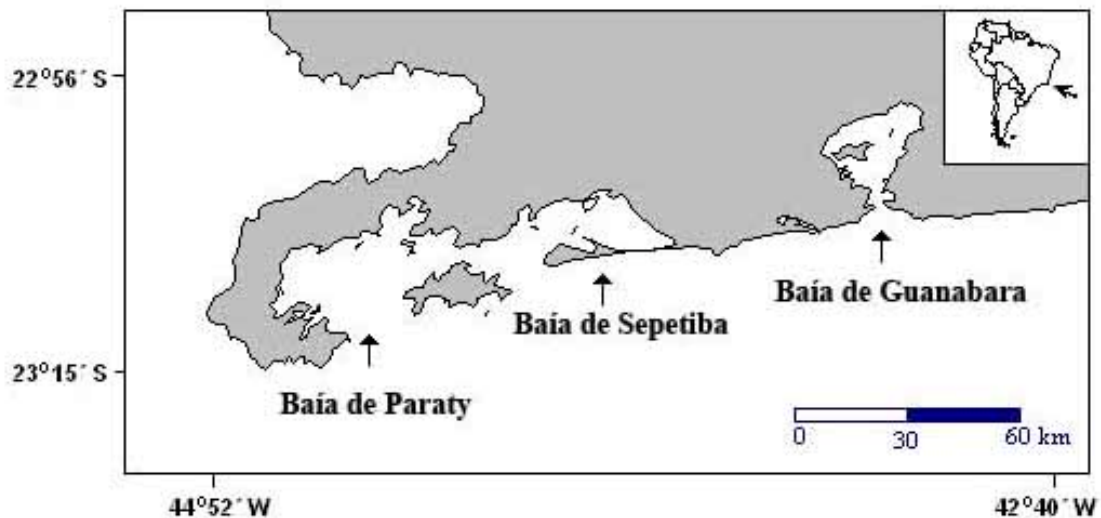 22°56´S
Baía de Guanabara
Baía de Sepetiba
23°15´S
Baía de Paraty
0 30 60 km
44°52´W 42°40´W